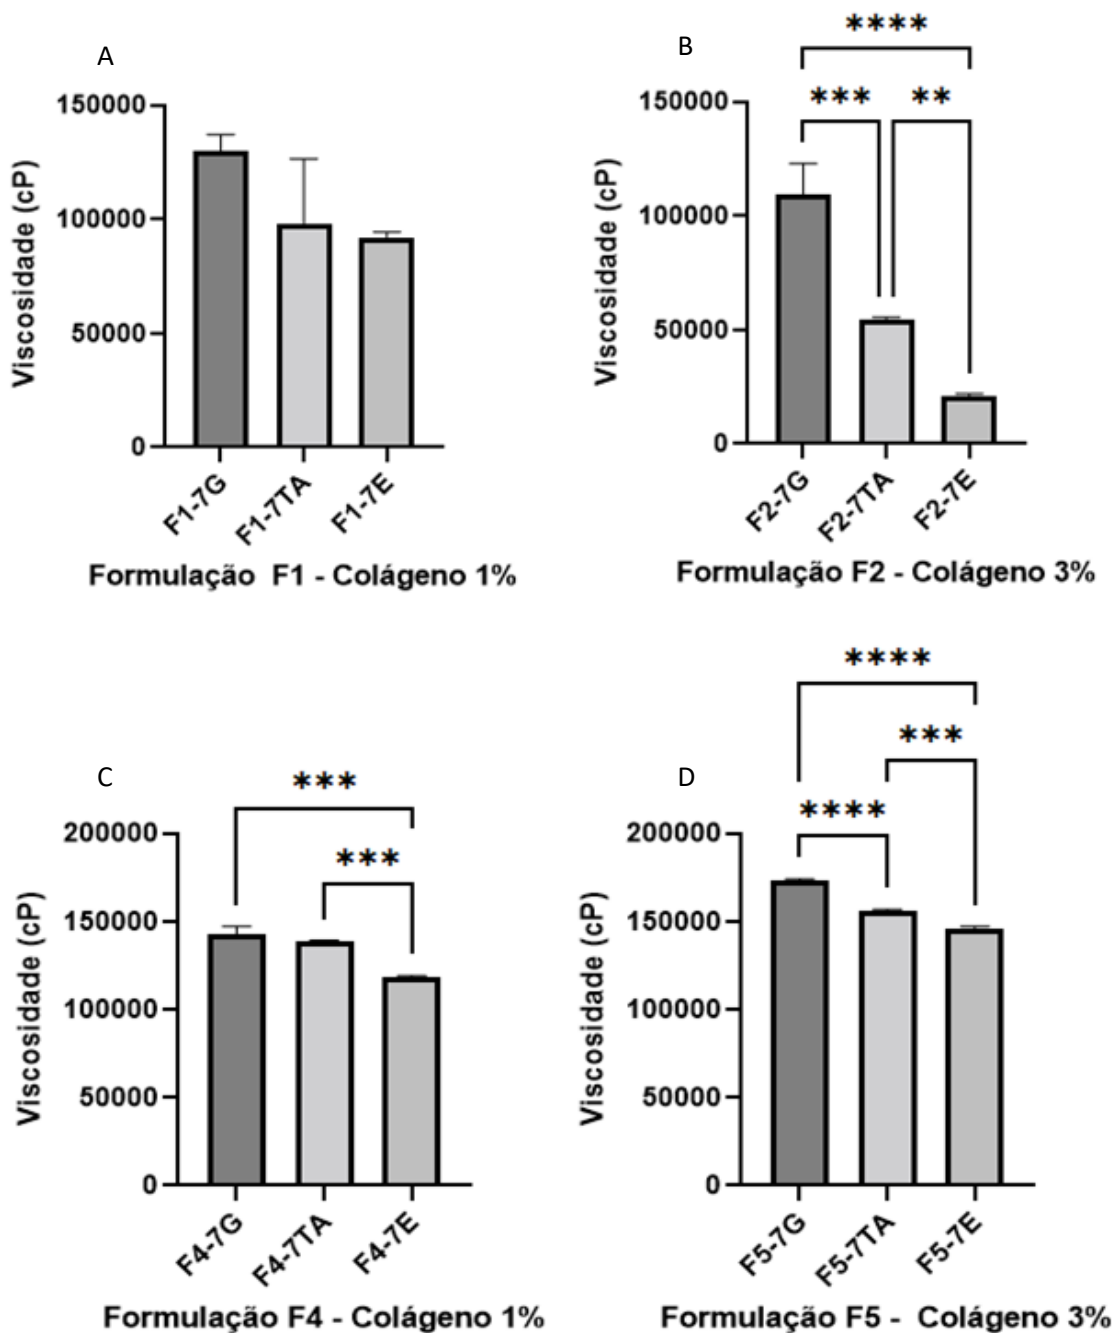 A
150000
100000
50000
0
Viscosidade (cP)
F1-7G
F1-7TA
F1-7E
Formulação F1 - Colágeno 1%
B
****
***
**
150000
100000
50000
0
Viscosidade (cP)
F2-7G
F2-7TA
F2-7E
Formulação F2 - Colágeno 3%
C
***
***
200000
150000
100000
50000
0
Viscosidade (cP)
F4-7G
F4-7TA
F4-7E
Formulação F4 - Colágeno 1%
D
****
***
****
200000
150000
100000
50000
0
Viscosidade (cP)
F5-7G
F5-7TA
F5-7E
Formulação F5 - Colágeno 3%